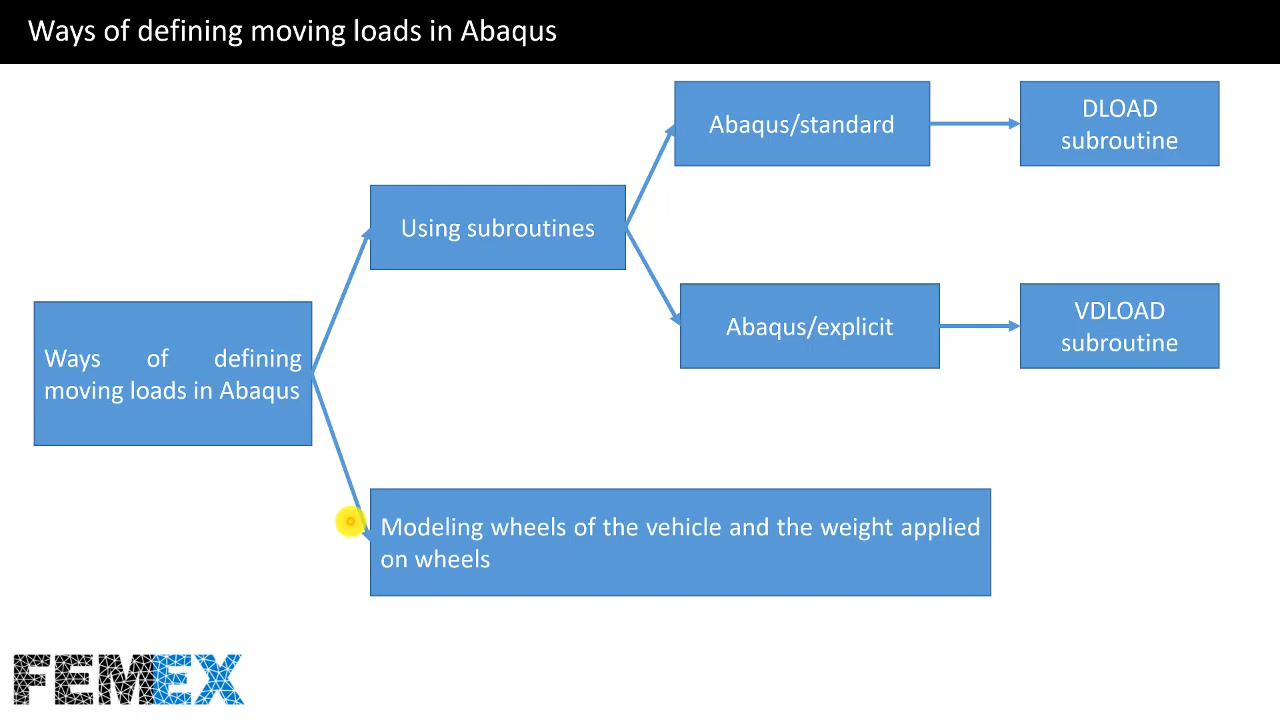 Ways of defining moving loads in Abaqus
Abaqus/standard
DLOAD
subroutine
Using subroutines
Abaqus/explicit
VDLOAD
subroutine
Ways of defining
moving loads in Abaqus
Modeling wheels of the vehicle and the weight applied
on wheels
FEMEX